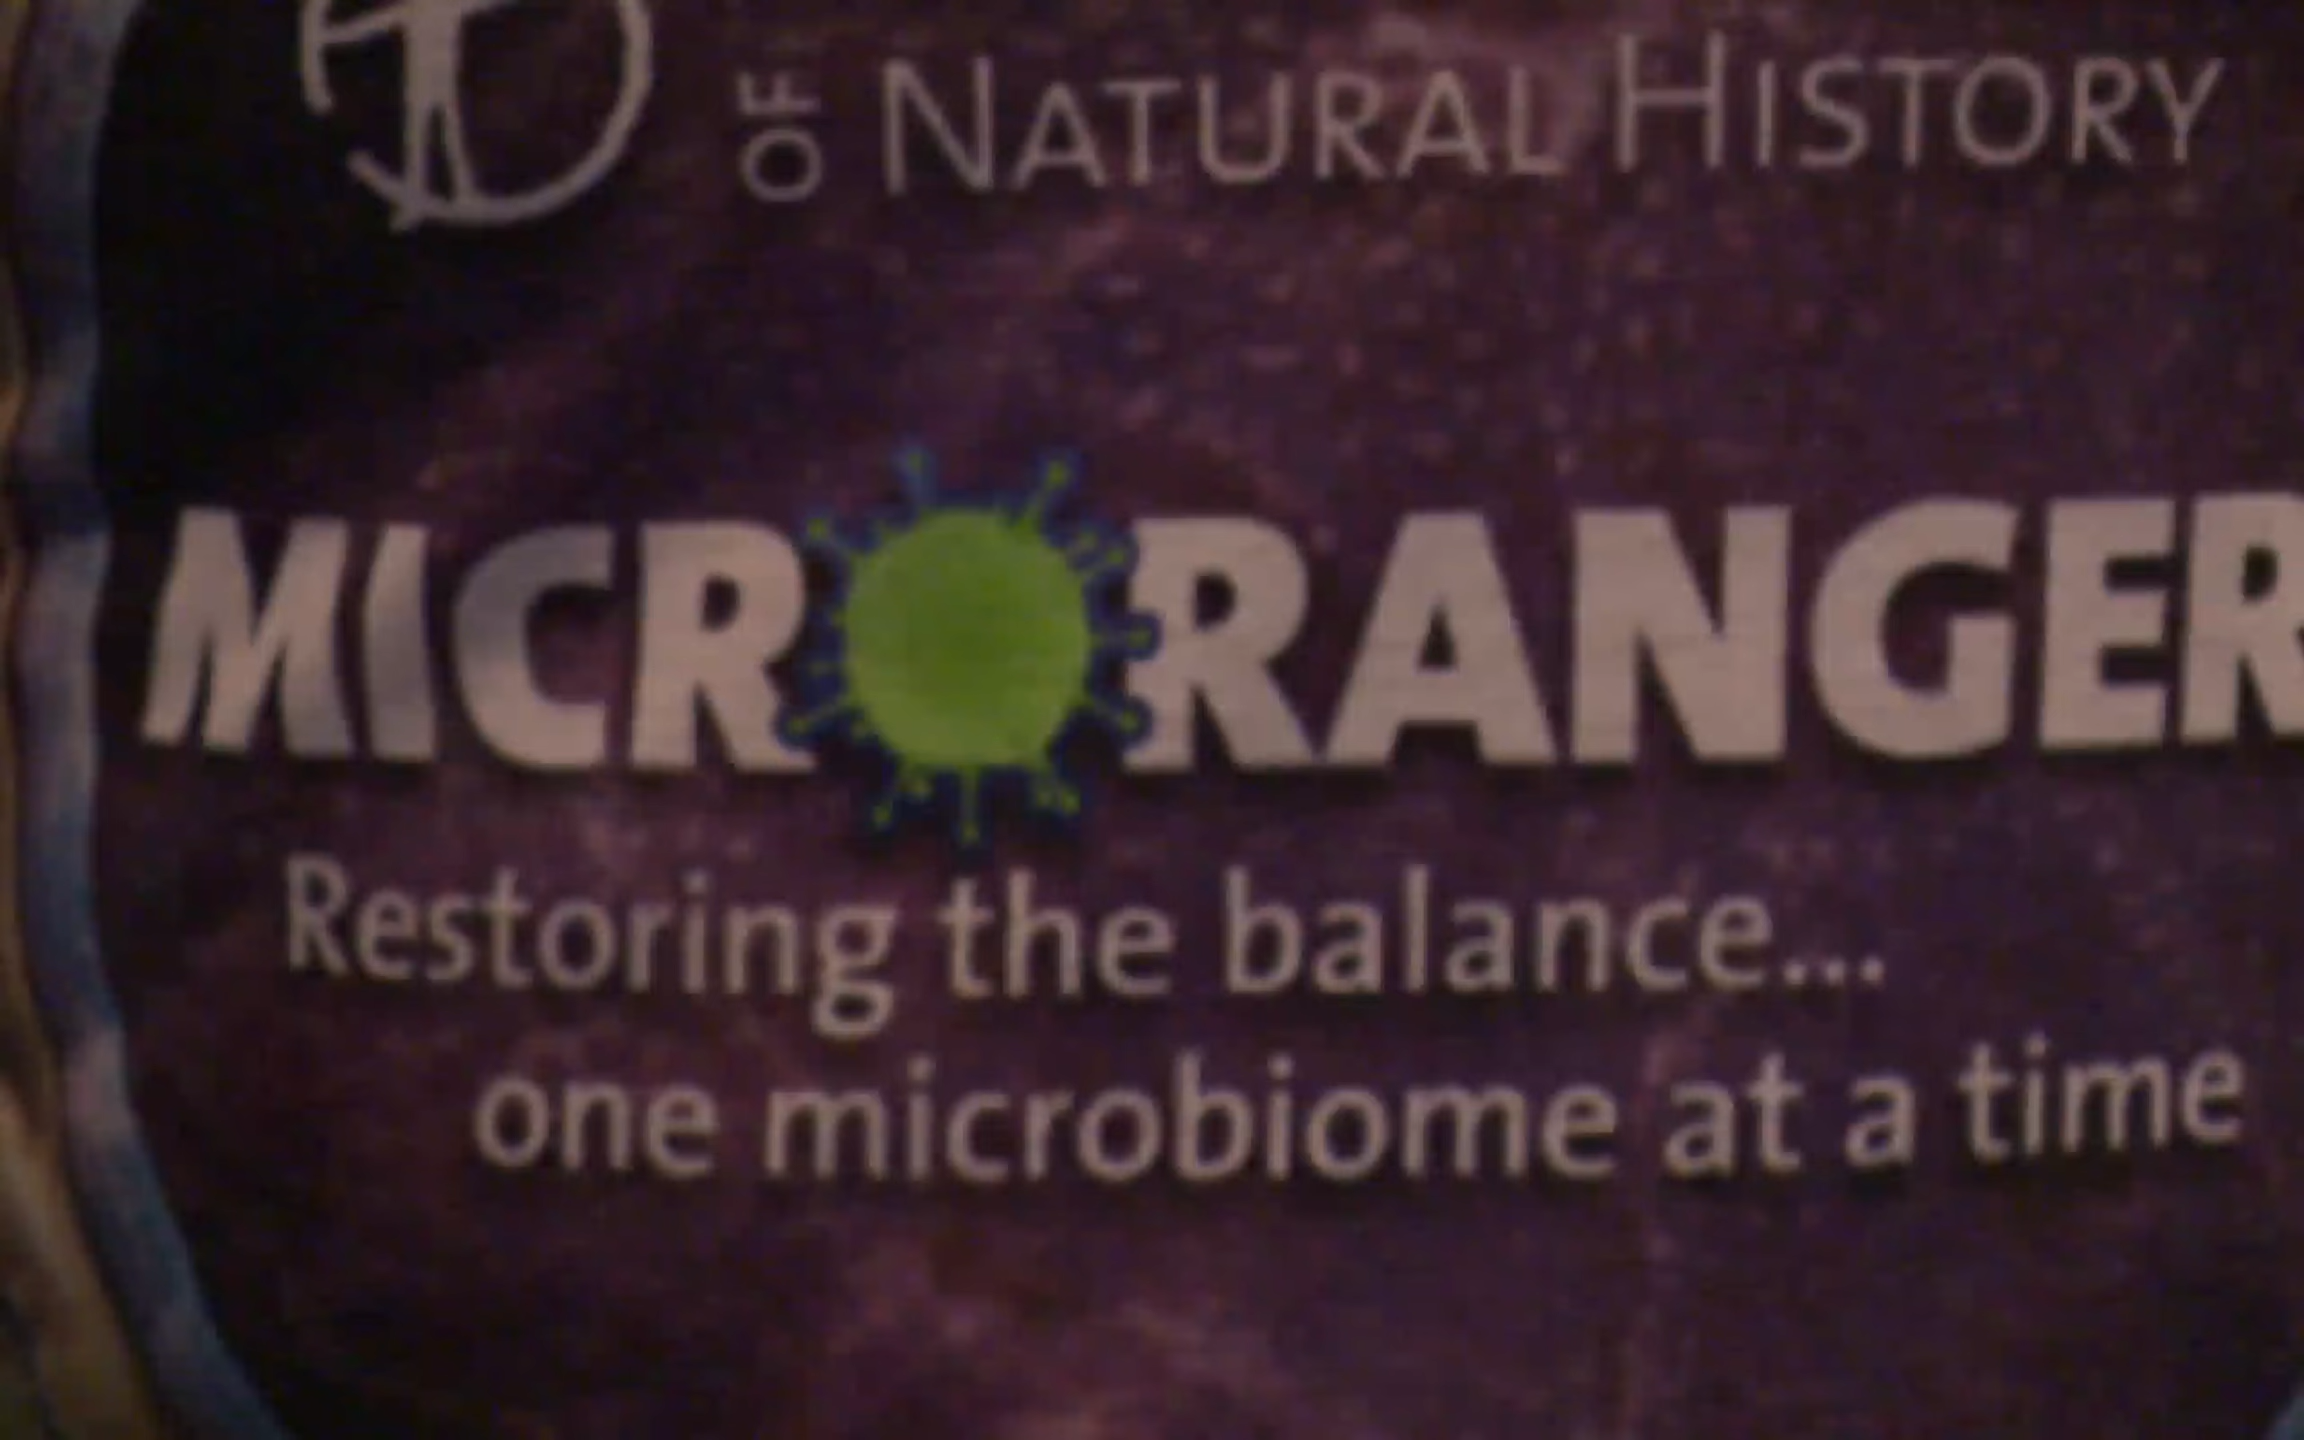 OF NATURAL HISTORY
MICRORANGER
Restoring the balance...
one microbiome at a time